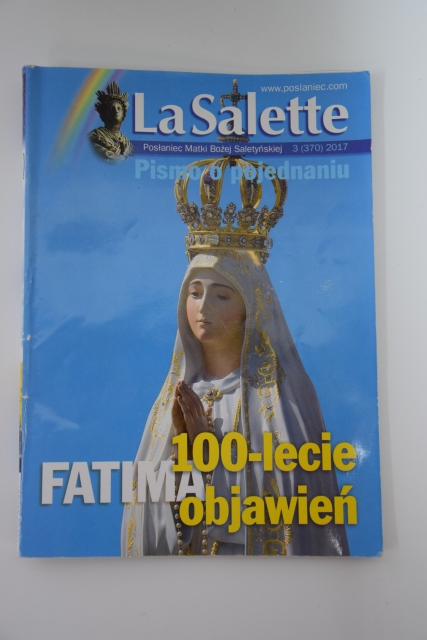 www.poslaniec.com
La Salette
Posłaniec Matki Bożej Saletyńskiej 3 (370) 2017
Pismo o pojednaniu
100-lecie
FATIMA
objawień